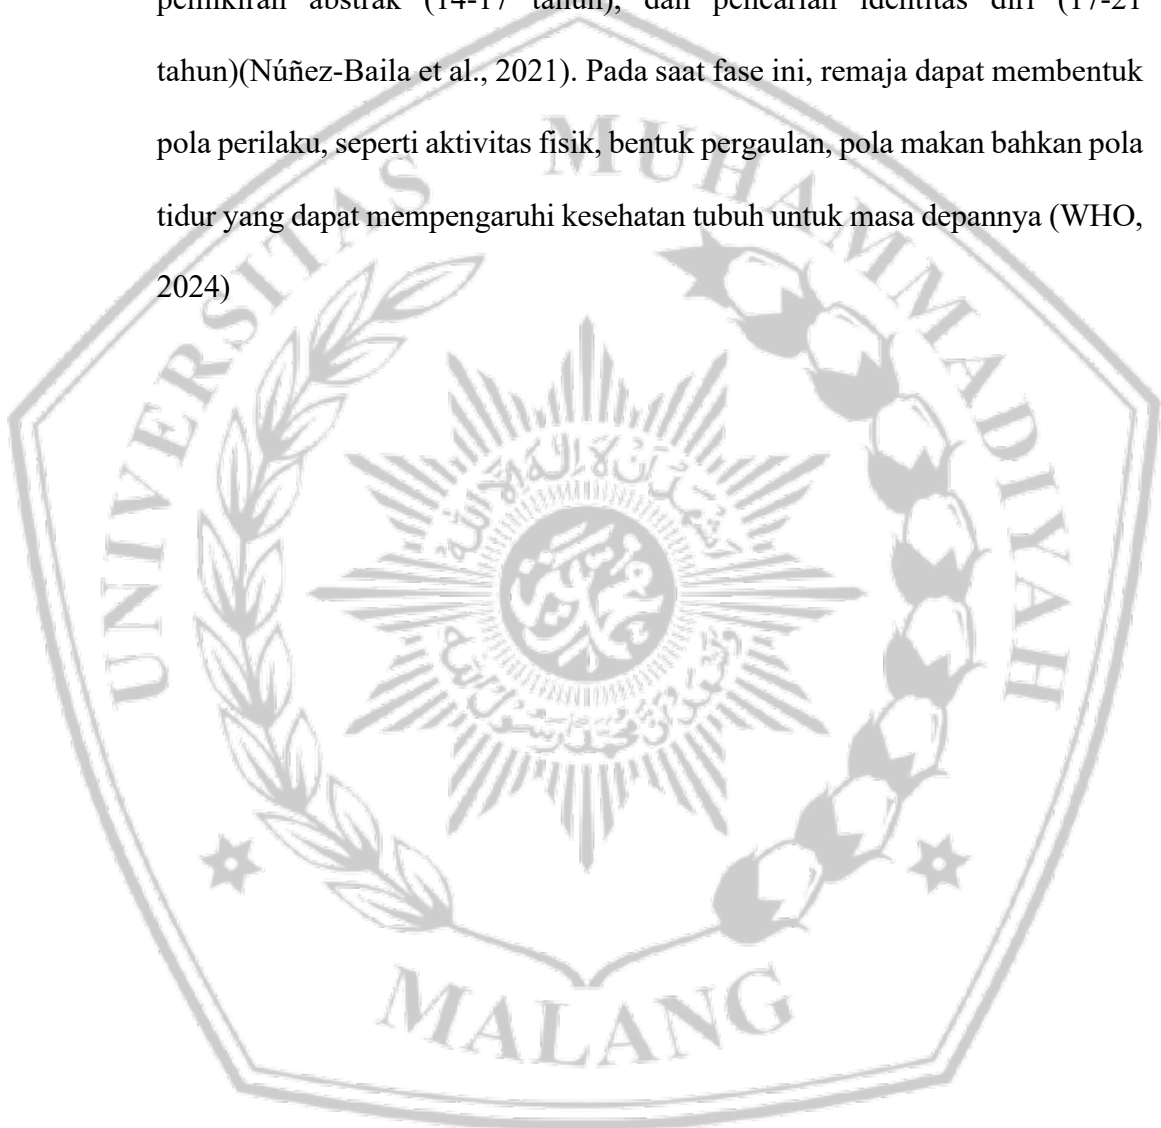 pemikiran abstrak (14-17 tahun), dan pencarian identitas diri (17-21
tahun)(Núñez-Baila et al., 2021). Pada saat fase ini, remaja dapat membentuk
pola perilaku, seperti aktivitas fisik, bentuk pergaulan, pola makan bahkan pola
tidur yang dapat mempengaruhi kesehatan tubuh untuk masa depannya (WHO,
2024)
UNIVERSITAS MUHAMMADIYAH
MALANG